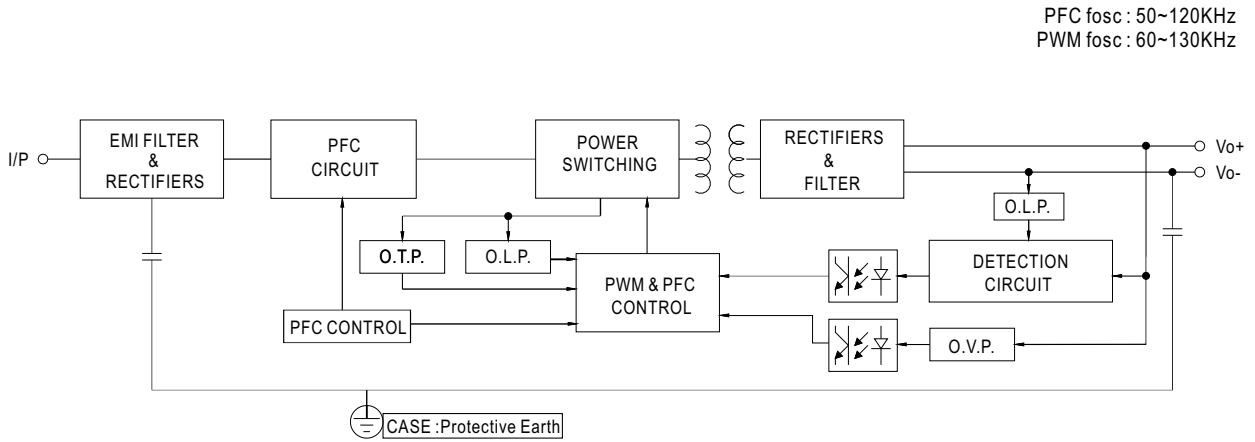 PFC fosc : 50~120KHz
PWM fosc : 60~130KHz
I/P
EMI FILTER
&
RECTIFIERS
PFC
CIRCUIT
POWER
SWITCHING
RECTIFIERS
&
FILTER
Vo+
Vo-
O.L.P.
O.T.P.
O.L.P.
PWM & PFC
CONTROL
DETECTION
CIRCUIT
PFC CONTROL
O.V.P.
CASE :Protective Earth